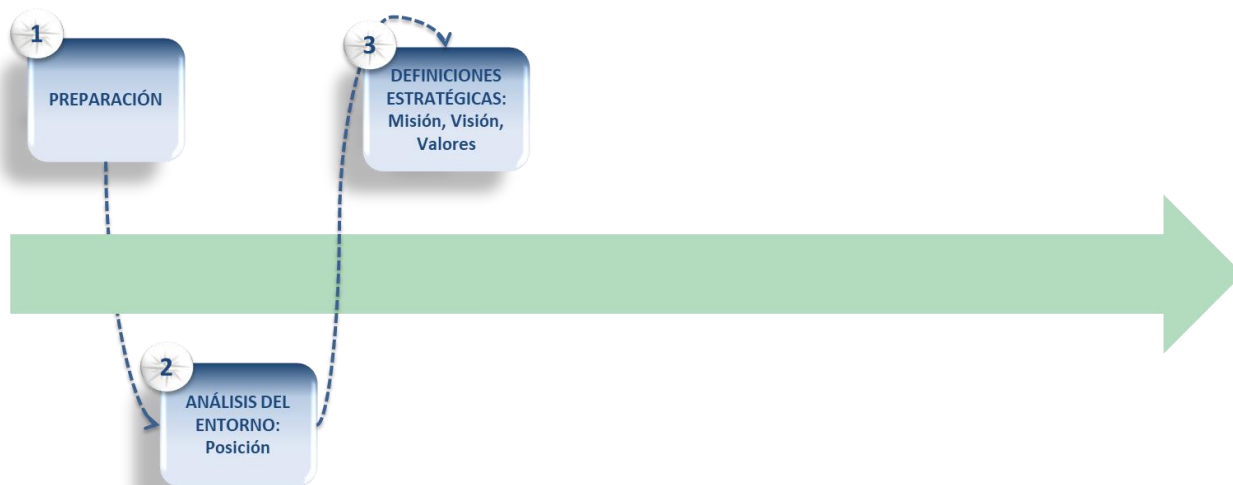 1
PREPARACIÓN
2
ANÁLISIS DEL
ENTORNO:
Posición
3
DEFINICIONES
ESTRATÉGICAS:
Misión, Visión,
Valores